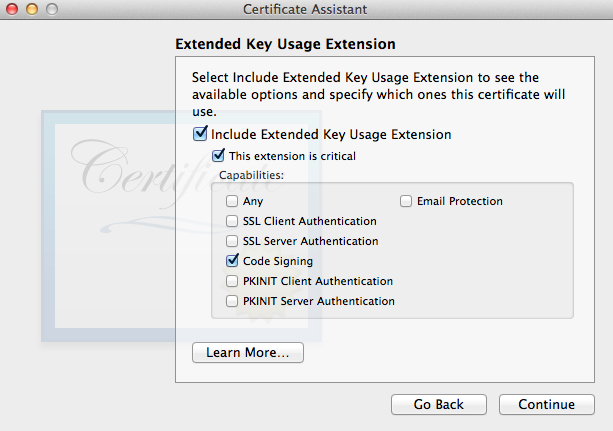 Certificate Assistant
Extended Key Usage Extension
Select Include Extended Key Usage Extension to see the
available options and specify which ones this certificate will
use.
Include Extended Key Usage Extension
This extension is critical
Certificate
Capabilities:
Any
Email Protection
SSL Client Authentication
SSL Server Authentication
Code Signing
PKINIT Client Authentication
PKINIT Server Authentication
Learn More...
Go Back
Continue